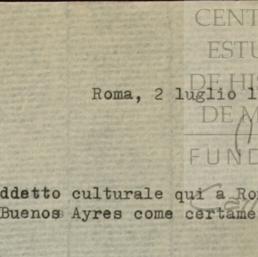 CENT
ESTU
DE HIS
DE M
FUND
Roma, 2 luglio 1
ddetto culturale qui a Ro
Buenos Ayres come certame